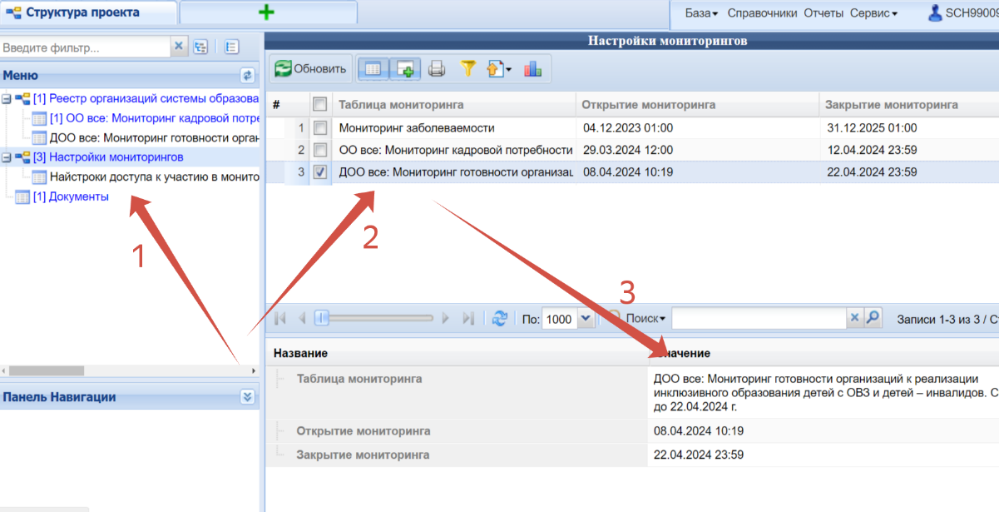 Структура проекта
База Справочники Отчеты Сервис SCH9900
Введите фильтр...
Настройки мониторингов
Обновить
Меню
[1] Реестр организаций системы образова
[1] ОО все: Мониторинг кадровой потре
ДОО все: Мониторинг готовности орган
[3] Настройки мониторингов
Найстроки доступа к участию в монито
[1] Документы
# Таблица мониторинга Открытие мониторинга Закрытие мониторинга
1 Мониторинг заболеваемости 04.12.2023 01:00 31.12.2025 01:00
2 ОО все: Мониторинг кадровой потребности 29.03.2024 12:00 12.04.2024 23:59
3 ДОО все: Мониторинг готовности организац 08.04.2024 10:19 22.04.2024 23:59
1
2
3
По: 1000 Поиск Записи 1-3 из 3 / С
Название Значение
Таблица мониторинга
ДОО все: Мониторинг готовности организаций к реализации
инклюзивного образования детей с ОВЗ и детей – инвалидов. С
до 22.04.2024 г.
Открытие мониторинга 08.04.2024 10:19
Закрытие мониторинга 22.04.2024 23:59
Панель Навигации